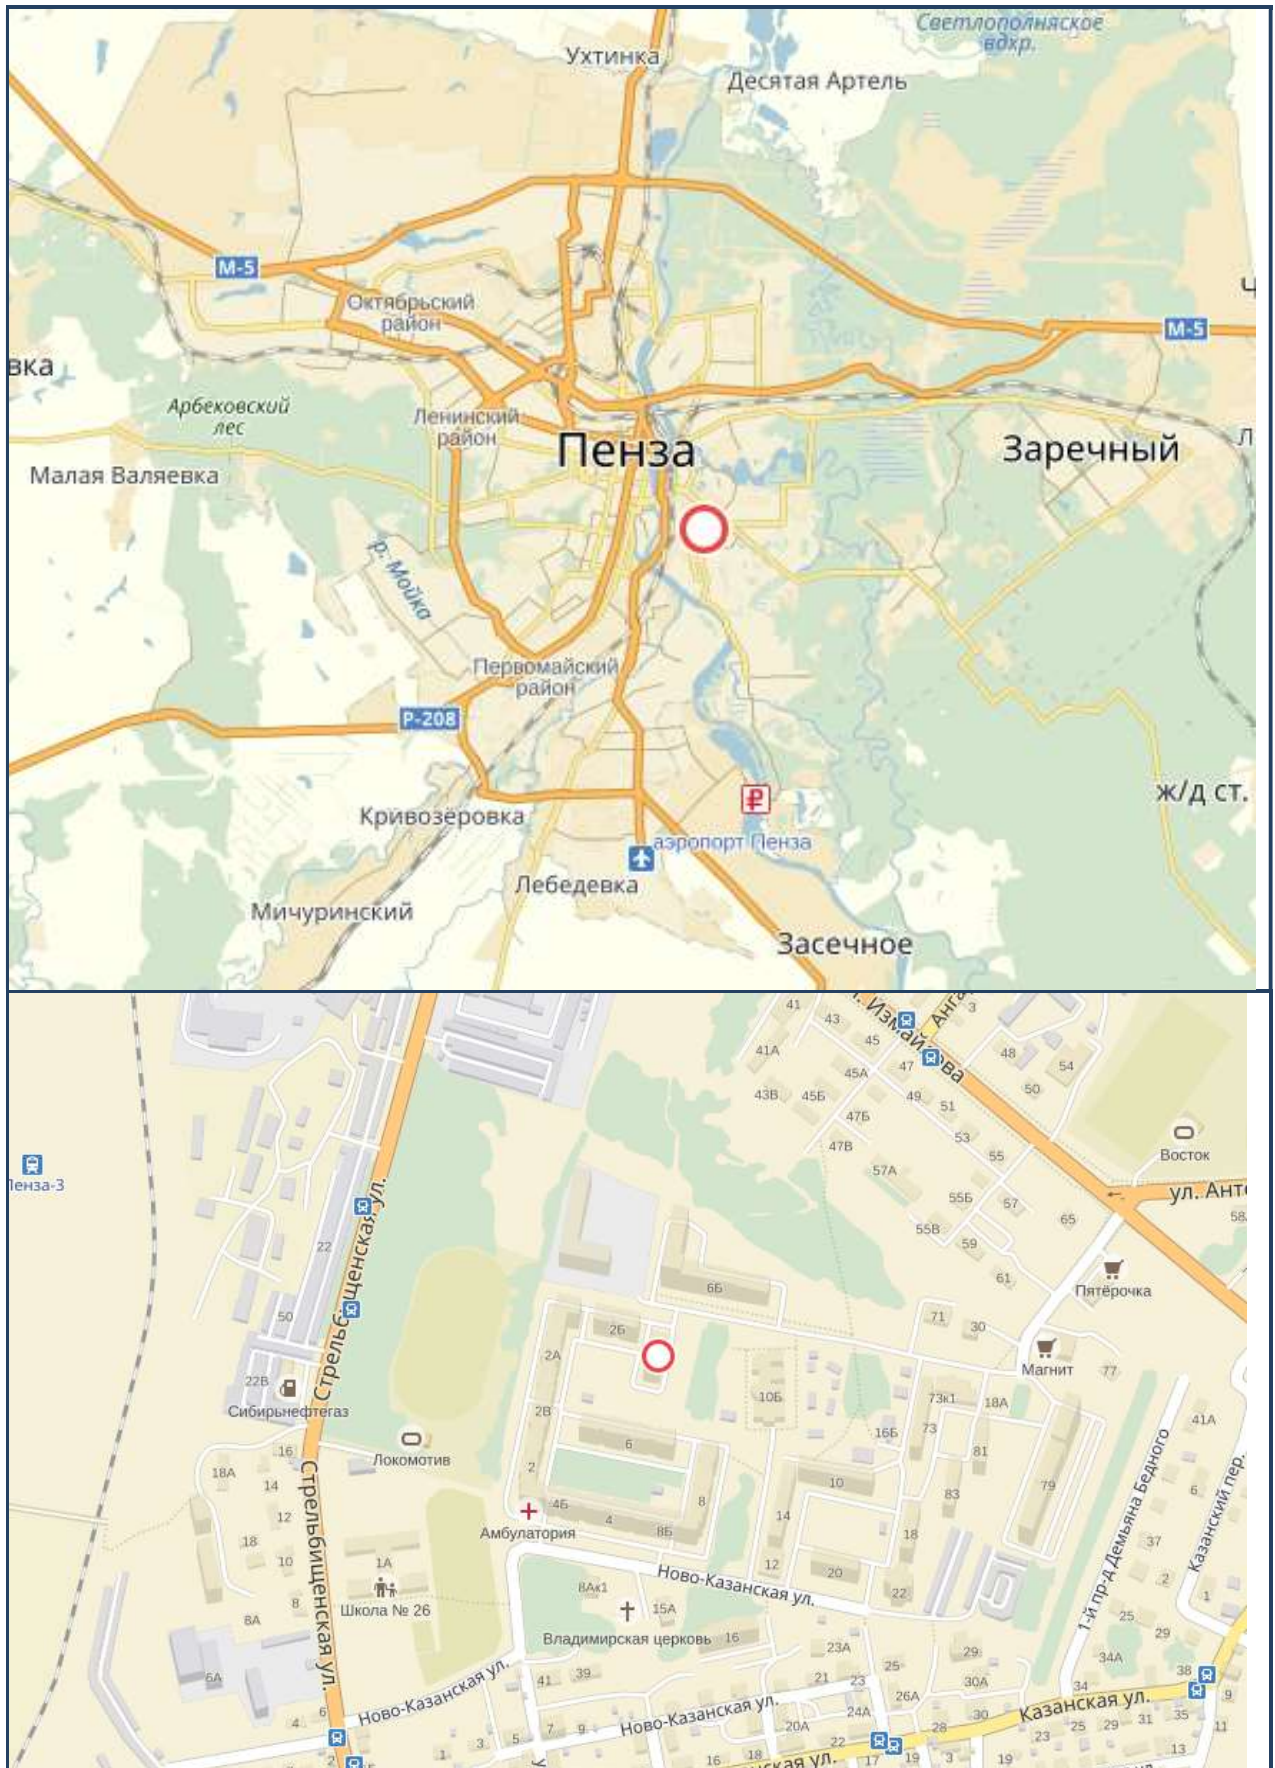 Светлополняское
вдхр.
Ухтинка
Десятая Артель
М-5
Октябрьский
район
Ч
М-5
вка
Арбековский
лес
Ленинский
район
Пенза
Заречный
Л
Малая Валяевка
р. Мойка
Первомайский
район
Р-208
ж/д ст.
Кривозёровка
аэропорт Пенза
Лебедевка
Мичуринский
Засечное
41
43
45
41А
45А
47
3
48
54
50
43В
45Б
49
51
47Б
47В
53
55
57А
Восток
Пенза-3
55Б
57
55В
65
59
61
ул. Анто
58
Пятёрочка
22
Стрельбищенская ул.
50
6Б
2Б
2А
71
30
Магнит
77
22В
Сибирьнефтегаз
2В
10Б
73к1
18А
73
41А
Локомотив
16
6
16Б
81
18А
14
2
10
79
6
12
4Б
4
8
8Б
14
83
Амбулатория
18
18
10
1А
12
20
22
37
2
Школа № 26
8
8А
Стрельбищенская ул.
Ново-Казанская ул.
8Ак1
15А
Владимирская церковь
16
1-й пр-д Демьяна Бедного
Казанский пер.
1
25
29
6А
23А
29
34А
41
39
21
23
25
30А
34
38
9
6
4
Ново-Казанская ул.
Ново-Казанская ул.
26А
Казанская ул.
7
9
5
3
1
20А
24А
28
30
23
25
29
31
35
11
2
16
18
22
17
19
3
19
13